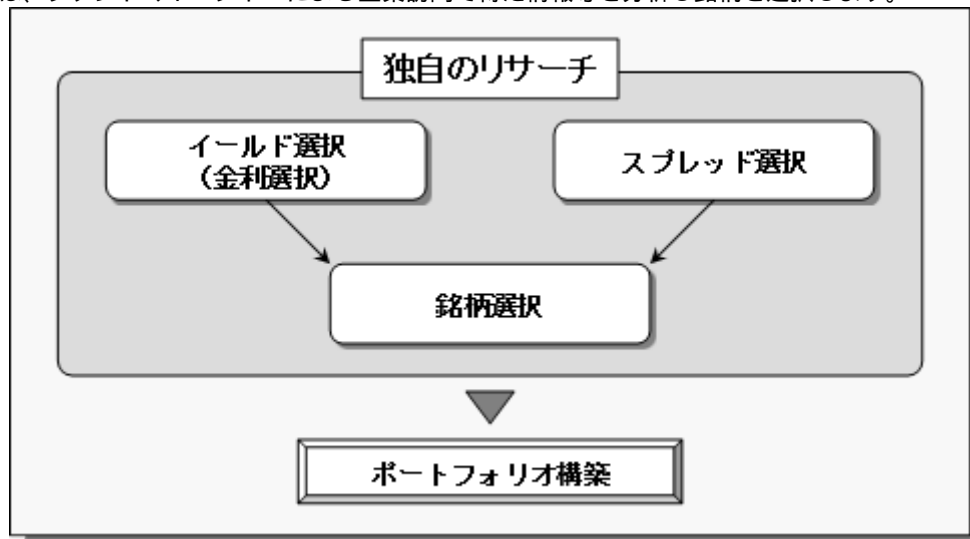 独自のリサーチ
イールド選択
（金利選択）
スプレッド選択
銘柄選択
ポートフォリオ構築